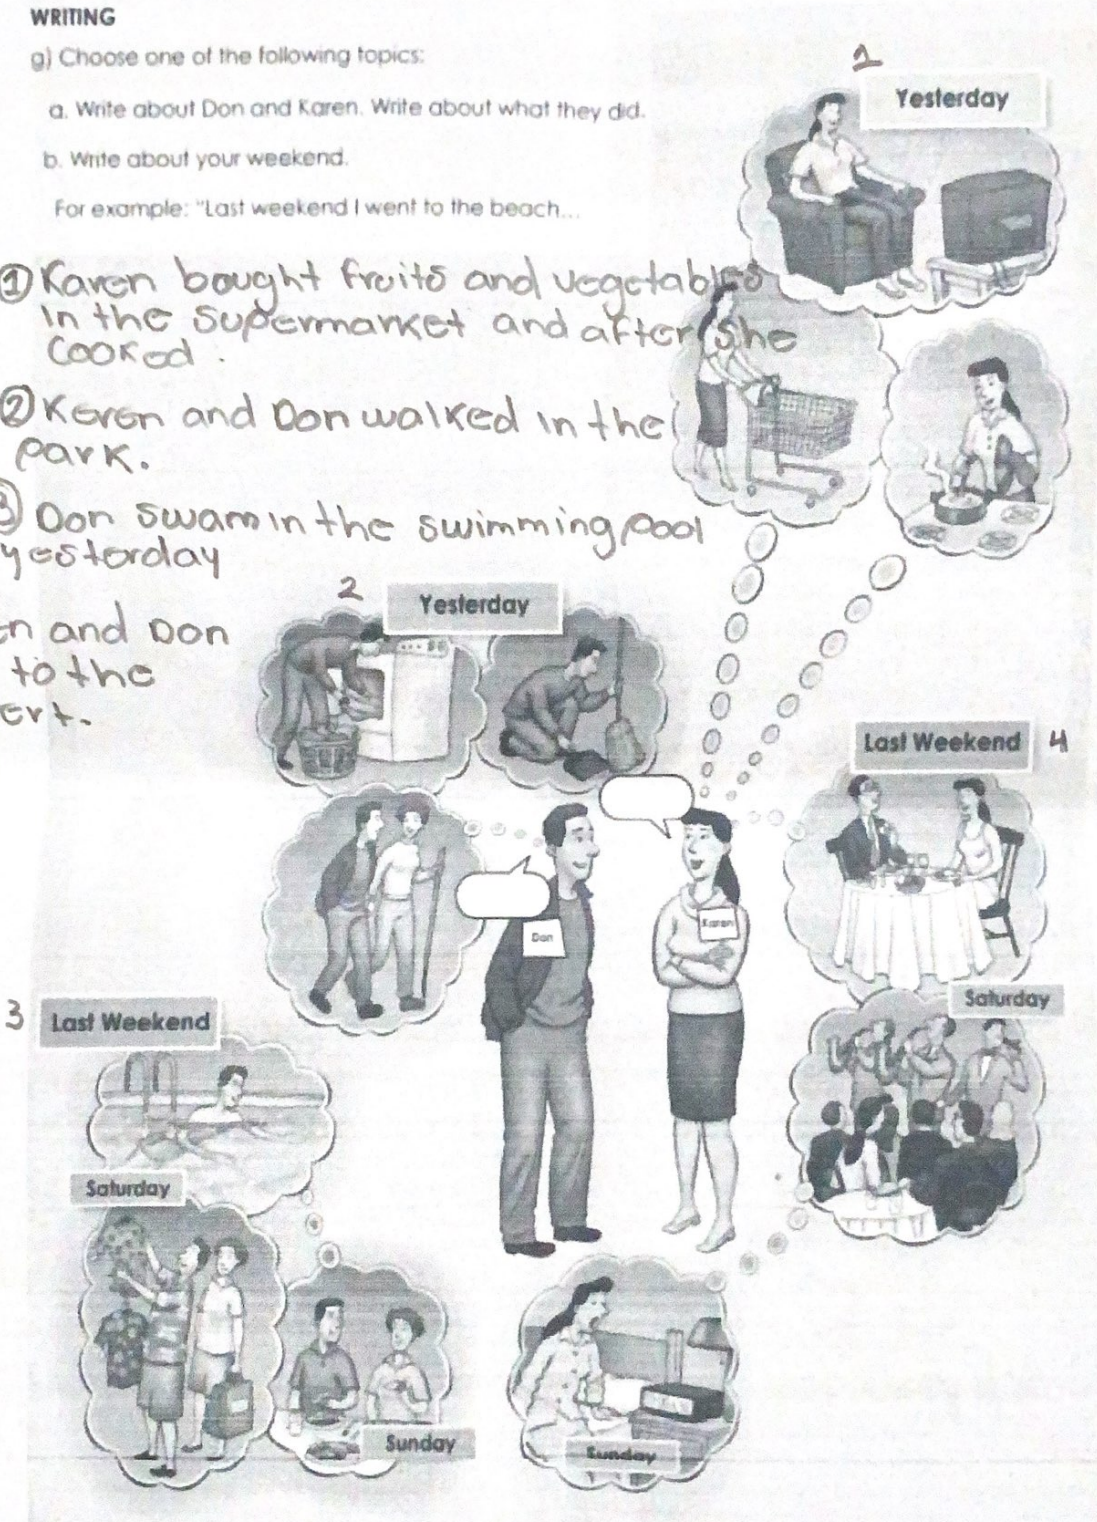 WRITING
g) Choose one of the following topics:
a. Write about Don and Karen. Write about what they did.
b. Write about your weekend.
For example: "Last weekend I went to the beach...
1
Yesterday
① Karen bought fruits and vegetables
in the supermarket and after she
cooked.
② Keren and Don walked in the
park.
③ Don swam in the swimming pool
yesterday
and Don
to the
2
Yesterday
Last Weekend 4
Don
Karen
Saturday
3 Last Weekend
Saturday
Sunday
Sunday